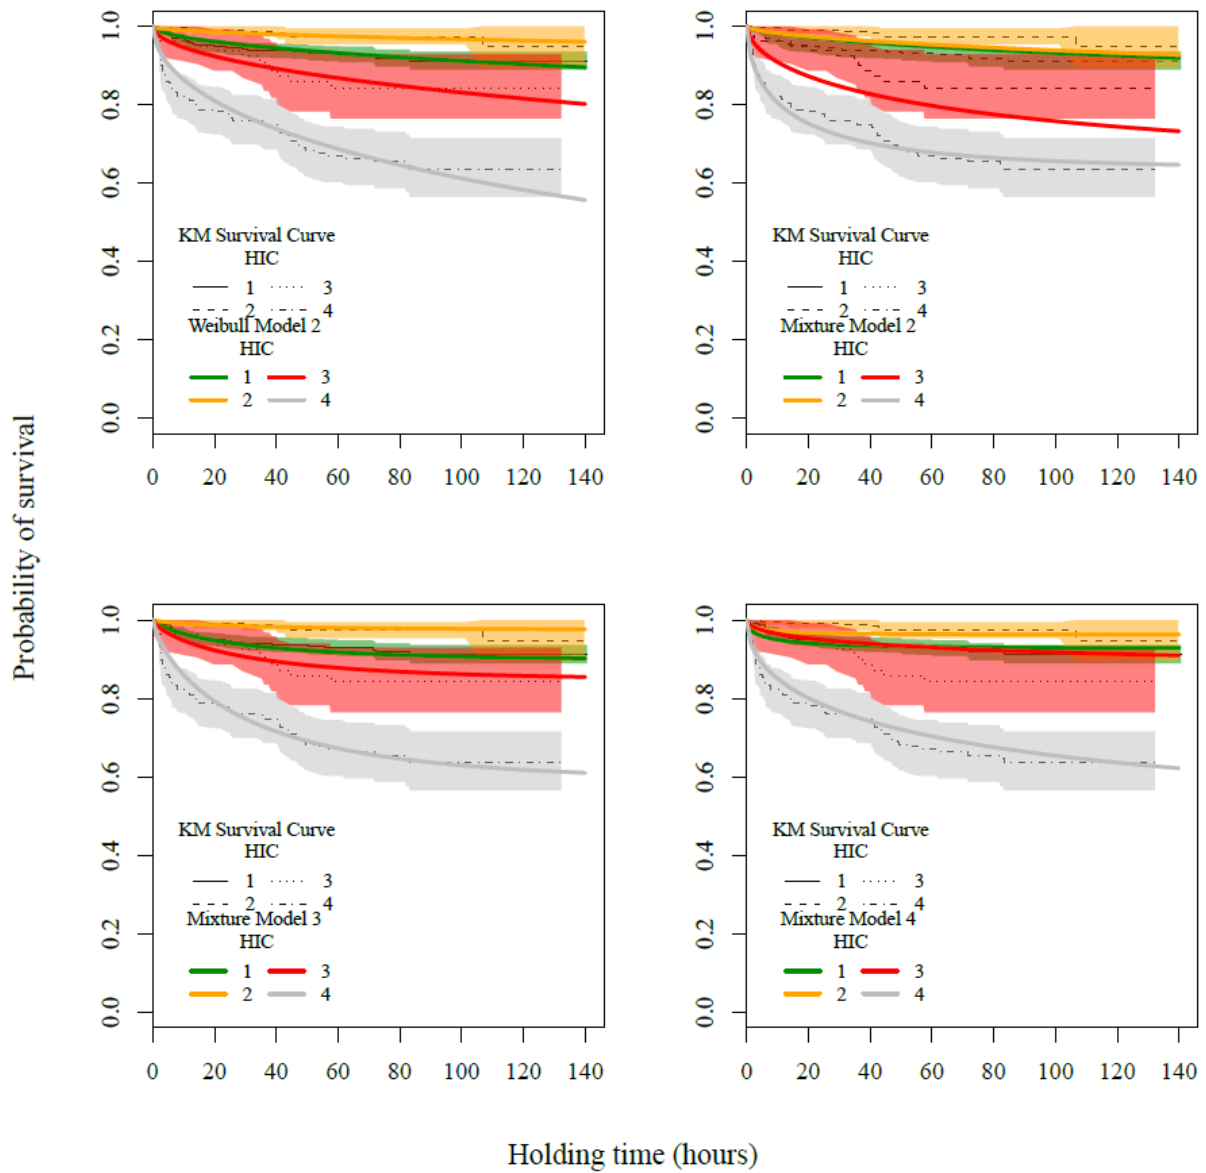 Probability of survival
1.0
0.8
0.6
0.4
0.2
0.0
KM Survival Curve
HIC
1 3
2 4
Weibull Model 2
HIC
1 3
2 4
0 20 40 60 80 100 120 140
1.0
0.8
0.6
0.4
0.2
0.0
KM Survival Curve
HIC
1 3
2 4
Mixture Model 2
HIC
1 3
2 4
0 20 40 60 80 100 120 140
1.0
0.8
0.6
0.4
0.2
0.0
KM Survival Curve
HIC
1 3
2 4
Mixture Model 3
HIC
1 3
2 4
0 20 40 60 80 100 120 140
1.0
0.8
0.6
0.4
0.2
0.0
KM Survival Curve
HIC
1 3
2 4
Mixture Model 4
HIC
1 3
2 4
0 20 40 60 80 100 120 140
Holding time (hours)